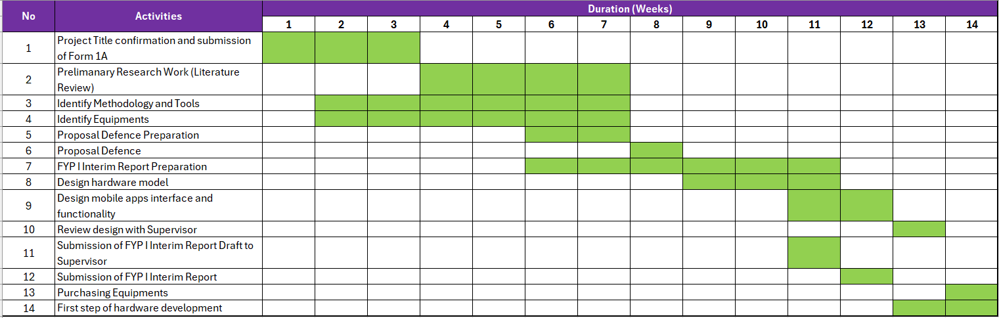 No Activities Duration (Weeks)
1 2 3 4 5 6 7 8 9 10 11 12 13 14
1 Project Title confirmation and submission
of Form 1A
2 Prelimanary Research Work (Literature
Review)
3 Identify Methodology and Tools
4 Identify Equipments
5 Proposal Defence Preparation
6 Proposal Defence
7 FYP I Interim Report Preparation
8 Design hardware model
9 Design mobile apps interface and
functionality
10 Review design with Supervisor
11 Submission of FYP I Interim Report Draft to
Supervisor
12 Submission of FYP I Interim Report
13 Purchasing Equipments
14 First step of hardware development